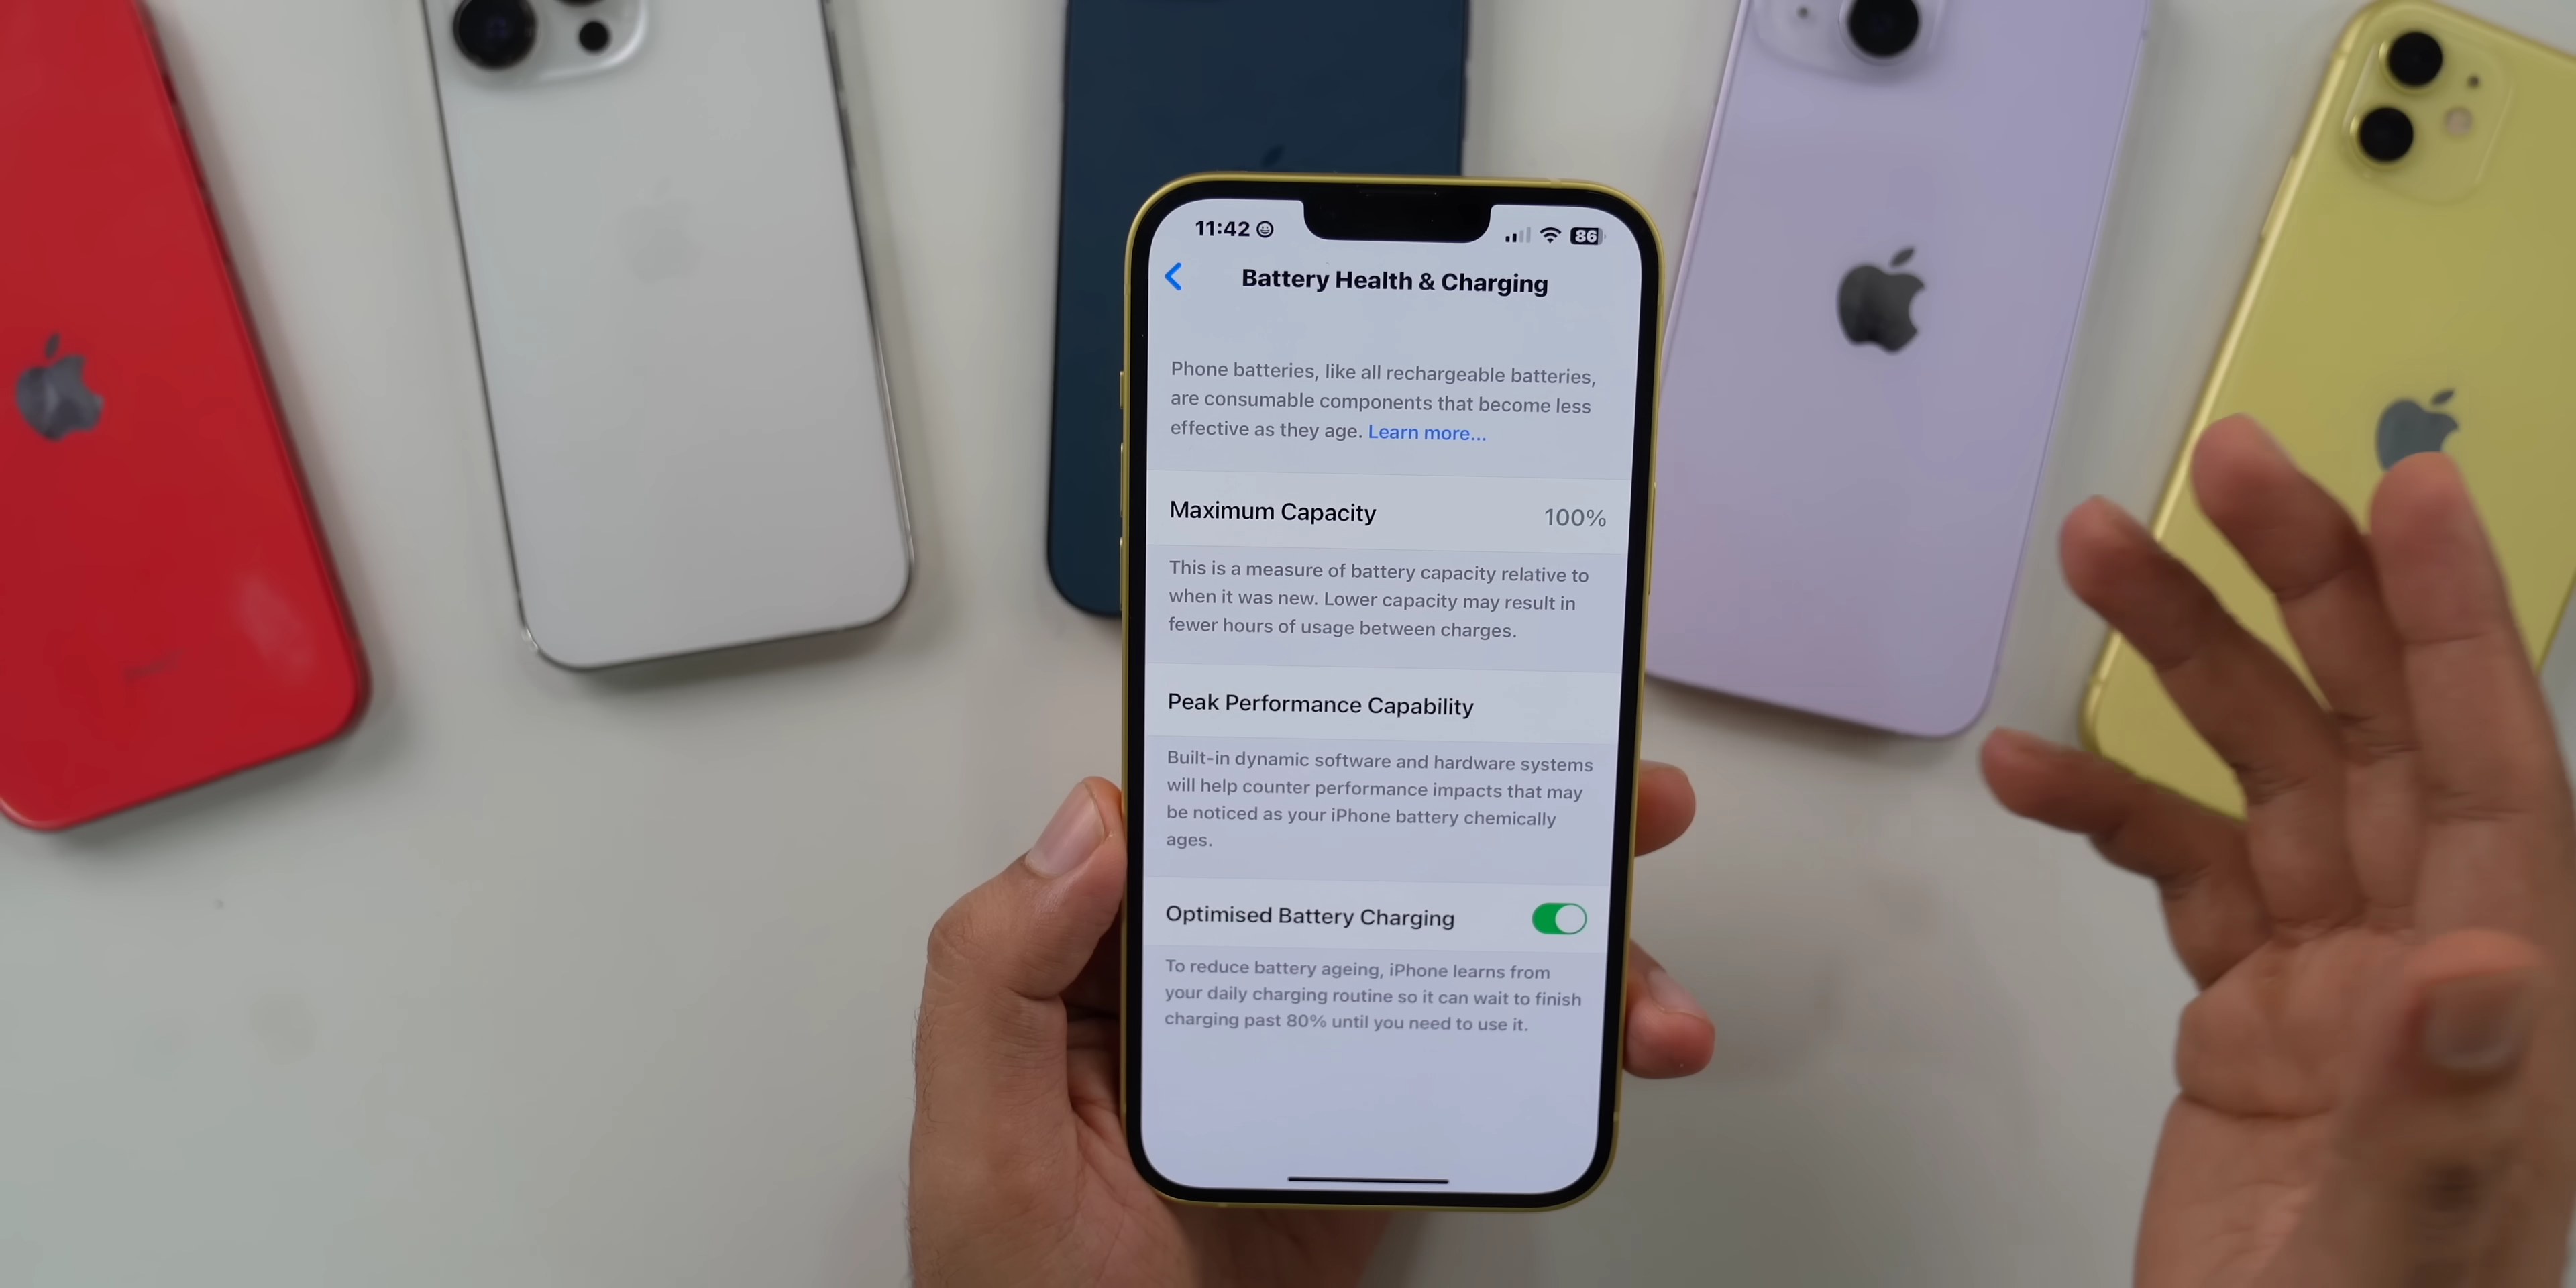 11:42
86
Battery Health & Charging
Phone batteries, like all rechargeable batteries,
are consumable components that become less
effective as they age. Learn more...
Maximum Capacity 100%
This is a measure of battery capacity relative to
when it was new. Lower capacity may result in
fewer hours of usage between charges.
Peak Performance Capability
Built-in dynamic software and hardware systems
will help counter performance impacts that may
be noticed as your iPhone battery chemically
ages.
Optimised Battery Charging
To reduce battery ageing, iPhone learns from
your daily charging routine so it can wait to finish
charging past 80% until you need to use it.